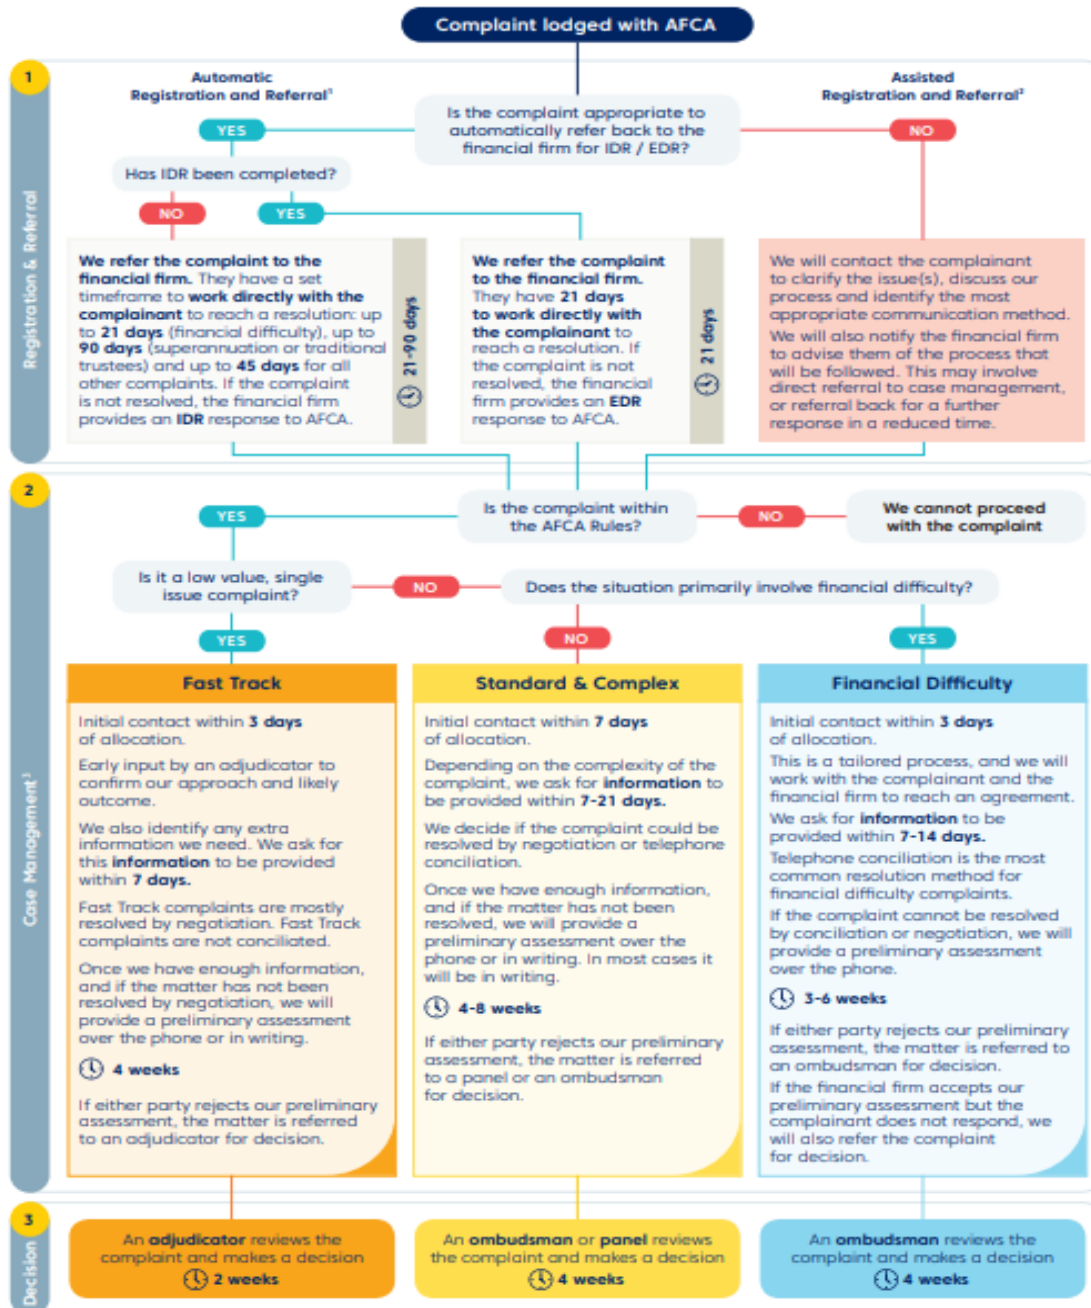 Complaint lodged with AFCA
1
Registration & Referral
Automatic
Registration and Referral¹
Assisted
Registration and Referral²
Is the complaint appropriate to
automatically refer back to the
financial firm for IDR / EDR?
YES
NO
Has IDR been completed?
NO
YES
We refer the complaint to the
financial firm. They have a set
timeframe to work directly with the
complainant to reach a resolution: up
to 21 days (financial difficulty), up to
90 days (superannuation or traditional
trustees) and up to 45 days for all
other complaints. If the complaint
is not resolved, the financial firm
provides an IDR response to AFCA.
21-90 days
We refer the complaint
to the financial firm.
They have 21 days
to work directly with
the complainant to
reach a resolution. If
the complaint is not
resolved, the financial
firm provides an EDR
response to AFCA.
21 days
We will contact the complainant
to clarify the issue(s), discuss our
process and identify the most
appropriate communication method.
We will also notify the financial firm
to advise them of the process that
will be followed. This may involve
direct referral to case management,
or referral back for a further
response in a reduced time.
2
Case Management³
Is the complaint within
the AFCA Rules?
YES
NO
We cannot proceed
with the complaint
Is it a low value, single
issue complaint?
NO
Does the situation primarily involve financial difficulty?
YES
NO
YES
Fast Track
Initial contact within 3 days
of allocation.
Early input by an adjudicator to
confirm our approach and likely
outcome.
We also identify any extra
information we need. We ask for
this information to be provided
within 7 days.
Fast Track complaints are mostly
resolved by negotiation. Fast Track
complaints are not conciliated.
Once we have enough information,
and if the matter has not been
resolved by negotiation, we will
provide a preliminary assessment
over the phone or in writing.
4 weeks
If either party rejects our preliminary
assessment, the matter is referred
to an adjudicator for decision.
Standard & Complex
Initial contact within 7 days
of allocation.
Depending on the complexity of the
complaint, we ask for information to
be provided within 7-21 days.
We decide if the complaint could be
resolved by negotiation or telephone
conciliation.
Once we have enough information,
and if the matter has not been
resolved, we will provide a
preliminary assessment over the
phone or in writing. In most cases it
will be in writing.
4-8 weeks
If either party rejects our preliminary
assessment, the matter is referred
to a panel or an ombudsman
for decision.
Financial Difficulty
Initial contact within 3 days
of allocation.
This is a tailored process, and we will
work with the complainant and the
financial firm to reach an agreement.
We ask for information to be
provided within 7-14 days.
Telephone conciliation is the most
common resolution method for
financial difficulty complaints.
If the complaint cannot be resolved
by conciliation or negotiation, we will
provide a preliminary assessment
over the phone.
3-6 weeks
If either party rejects our preliminary
assessment, the matter is referred to
an ombudsman for decision.
If the financial firm accepts our
preliminary assessment but the
complainant does not respond, we
will also refer the complaint
for decision.
3
Decision
An adjudicator reviews the
complaint and makes a decision
2 weeks
An ombudsman or panel reviews
the complaint and makes a decision
4 weeks
An ombudsman reviews the
complaint and makes a decision
4 weeks